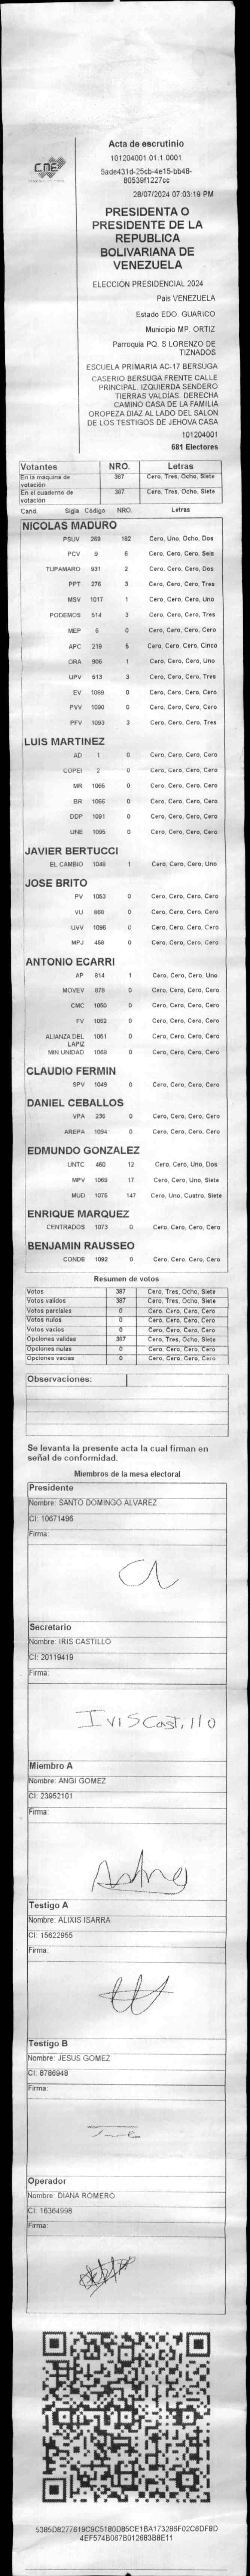 CNE
Acta de escrutinio
101204001.01.1.0001
5ade431d-25cb-4e15-bb48-
80539f1227cc
28/07/2024 07:03:19 PM
PRESIDENTA O
PRESIDENTE DE LA
REPUBLICA
BOLIVARIANA DE
VENEZUELA
ELECCIÓN PRESIDENCIAL 2024
País VENEZUELA
Estado EDO. GUARICO
Municipio MP. ORTIZ
Parroquia PQ. S LORENZO DE
TIZNADOS
ESCUELA PRIMARIA AC-17 BERSUGA
CASERIO BERSUGA FRENTE CALLE
PRINCIPAL. IZQUIERDA SENDERO
TIERRAS VALDIAS. DERECHA
CAMINO CASA DE LA FAMILIA
OROPEZA DIAZ AL LADO DEL SALON
DE LOS TESTIGOS DE JEHOVA CASA
101204001
681 Electores
Votantes NRO. Letras
En la máquina de votación 387 Cero, Tres, Ocho, Siete
En el cuaderno de votación 387 Cero, Tres, Ocho, Siete
Cand. Sigla Código NRO. Letras
NICOLAS MADURO
PSUV 269 182 Cero, Uno, Ocho, Dos
PCV 9 6 Cero, Cero, Cero, Seis
TUPAMARO 931 2 Cero, Cero, Cero, Dos
PPT 276 3 Cero, Cero, Cero, Tres
MSV 1017 1 Cero, Cero, Cero, Uno
PODEMOS 514 3 Cero, Cero, Cero, Tres
MEP 6 0 Cero, Cero, Cero, Cero
APC 219 5 Cero, Cero, Cero, Cinco
ORA 906 1 Cero, Cero, Cero, Uno
UPV 513 3 Cero, Cero, Cero, Tres
EV 1089 0 Cero, Cero, Cero, Cero
PVV 1090 0 Cero, Cero, Cero, Cero
PFV 1093 3 Cero, Cero, Cero, Tres
LUIS MARTINEZ
AD 1 0 Cero, Cero, Cero, Cero
COPEI 2 0 Cero, Cero, Cero, Cero
MR 1065 0 Cero, Cero, Cero, Cero
BR 1066 0 Cero, Cero, Cero, Cero
DDP 1091 0 Cero, Cero, Cero, Cero
UNE 1095 0 Cero, Cero, Cero, Cero
JAVIER BERTUCCI
EL CAMBIO 1048 1 Cero, Cero, Cero, Uno
JOSE BRITO
PV 1053 0 Cero, Cero, Cero, Cero
VU 868 0 Cero, Cero, Cero, Cero
UVV 1096 0 Cero, Cero, Cero, Cero
MPJ 458 0 Cero, Cero, Cero, Cero
ANTONIO ECARRI
AP 814 1 Cero, Cero, Cero, Uno
MOVEV 878 0 Cero, Cero, Cero, Cero
CMC 1050 0 Cero, Cero, Cero, Cero
FV 1062 0 Cero, Cero, Cero, Cero
ALIANZA DEL LAPIZ 1051 0 Cero, Cero, Cero, Cero
MIN UNIDAD 1069 0 Cero, Cero, Cero, Cero
CLAUDIO FERMIN
SPV 1049 0 Cero, Cero, Cero, Cero
DANIEL CEBALLOS
VPA 235 0 Cero, Cero, Cero, Cero
AREPA 1094 0 Cero, Cero, Cero, Cero
EDMUNDO GONZALEZ
UNTC 460 12 Cero, Cero, Uno, Dos
MPV 1069 17 Cero, Cero, Uno, Siete
MUD 1075 147 Cero, Uno, Cuatro, Siete
ENRIQUE MARQUEZ
CENTRADOS 1073 0 Cero, Cero, Cero, Cero
BENJAMIN RAUSSEO
CONDE 1092 0 Cero, Cero, Cero, Cero
Resumen de votos
Votos 387 Cero, Tres, Ocho, Siete
Votos validos 387 Cero, Tres, Ocho, Siete
Votos parciales 0 Cero, Cero, Cero, Cero
Votos nulos 0 Cero, Cero, Cero, Cero
Votos vacios 0 Cero, Cero, Cero, Cero
Opciones validas 387 Cero, Tres, Ocho, Siete
Opciones nulas 0 Cero, Cero, Cero, Cero
Opciones vacias 0 Cero, Cero, Cero, Cero
Observaciones:
Se levanta la presente acta la cual firman en
señal de conformidad.
Miembros de la mesa electoral
Presidente
Nombre: SANTO DOMINGO ALVAREZ
CI: 10671496
Firma:
Secretario
Nombre: IRIS CASTILLO
CI: 20119419
Firma:
Iris Castillo
Miembro A
Nombre: ANGI GOMEZ
CI: 23952101
Firma:
Testigo A
Nombre: ALIXIS ISARRA
CI: 15622955
Firma:
Testigo B
Nombre: JESUS GOMEZ
CI: 8786948
Firma:
Operador
Nombre: DIANA ROMERO
CI: 16364998
Firma:
5385D8277619C9C5180D85CE1BA173286F02C6DF8D
4EF574B067B012683B8E11